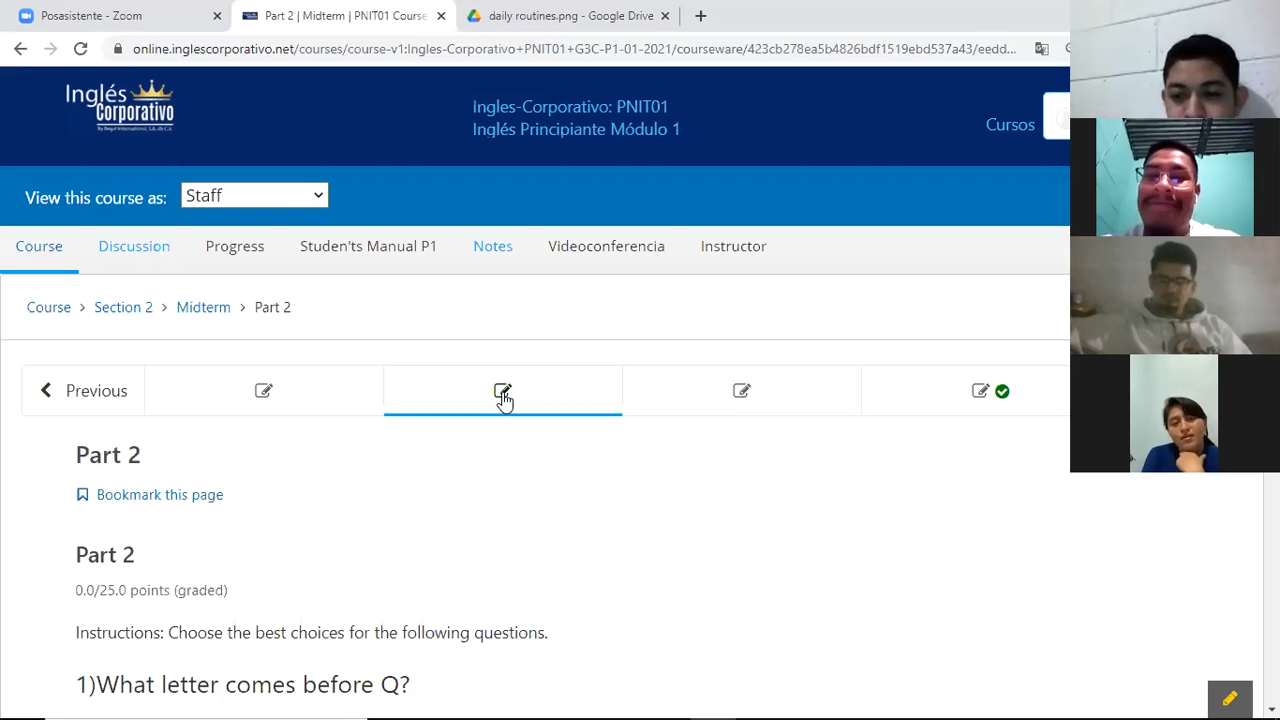 Posasistente - Zoom
Part 2 | Midterm | PNIT01 Course
daily routines.png - Google Drive
online.inglescorporativo.net/courses/course-v1:Ingles-Corporativo+PNIT01+G3C-P1-01-2021/courseware/423cb278ea5b4826bdf1519ebd537a43/eedd...
Inglés
Corporativo
Ingles-Corporativo: PNIT01
Inglés Principiante Módulo 1
Cursos
View this course as: Staff
Course Discussion Progress Studen'ts Manual P1 Notes Videoconferencia Instructor
Course > Section 2 > Midterm > Part 2
Previous
Part 2
Bookmark this page
Part 2
0.0/25.0 points (graded)
Instructions: Choose the best choices for the following questions.
1)What letter comes before Q?